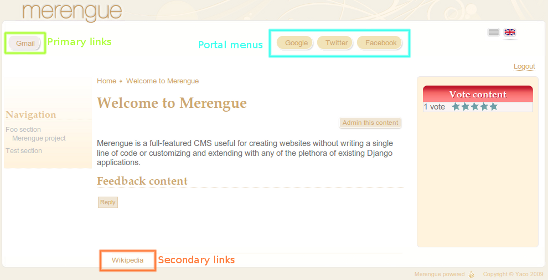 merengue
Gmail
Primary links
Portal menus
Google
Twitter
Facebook
Logout
Home
Welcome to Merengue
Vote content
1 vote
Navigation
Foo section
Merengue project
Test section
Welcome to Merengue
Admin this content
Merengue is a full-featured CMS useful for creating websites without writing a single
line of code or customizing and extending with any of the plethora of existing Django
applications.
Feedback content
Reply
Wikipedia
Secondary links
Merengue powered
Copyright ©